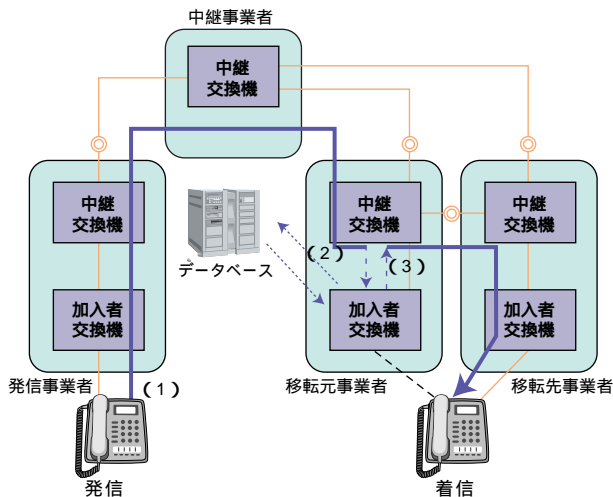 中継事業者
中継
交換機
中継
交換機
データベース
(2)
(3)
中継
交換機
中継
交換機
加入者
交換機
加入者
交換機
加入者
交換機
発信事業者
(1)
移転元事業者
移転先事業者
発信
着信